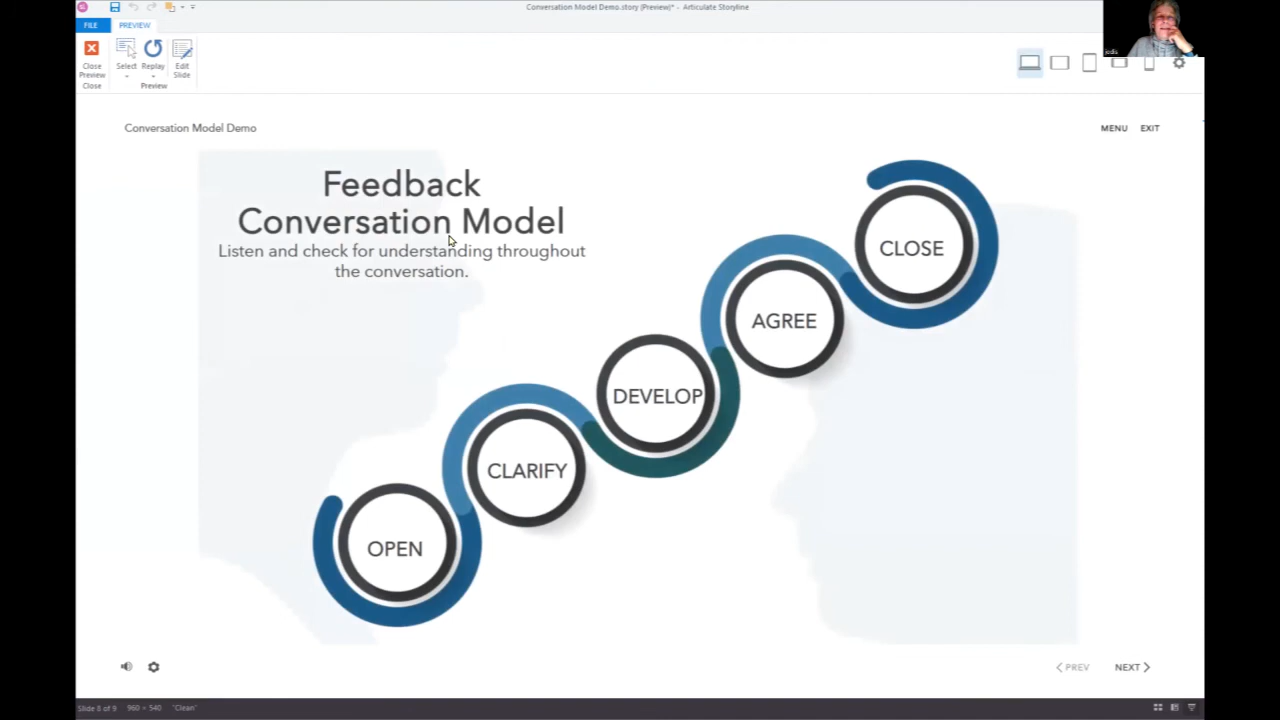 Conversation Model Demo.story (Preview)* - Articulate Storyline
FILE
PREVIEW
Close Preview
Select
Replay
Edit Slide
Close
Preview
jodis
Conversation Model Demo
MENU
EXIT
Feedback
Conversation Model
Listen and check for understanding throughout
the conversation.
CLOSE
AGREE
DEVELOP
CLARIFY
OPEN
PREV
NEXT
Slide 8 of 9
960 × 540
"Clean"